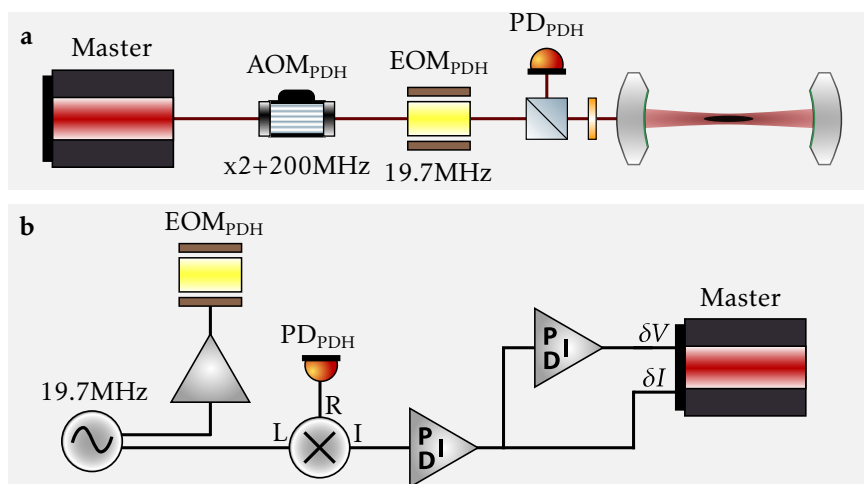 a
Master
AOM_PDH
x2+200MHz
EOM_PDH
19.7MHz
PD_PDH
b
EOM_PDH
19.7MHz
PD_PDH
L
R
I
P I
D
P I
D
δV
δI
Master